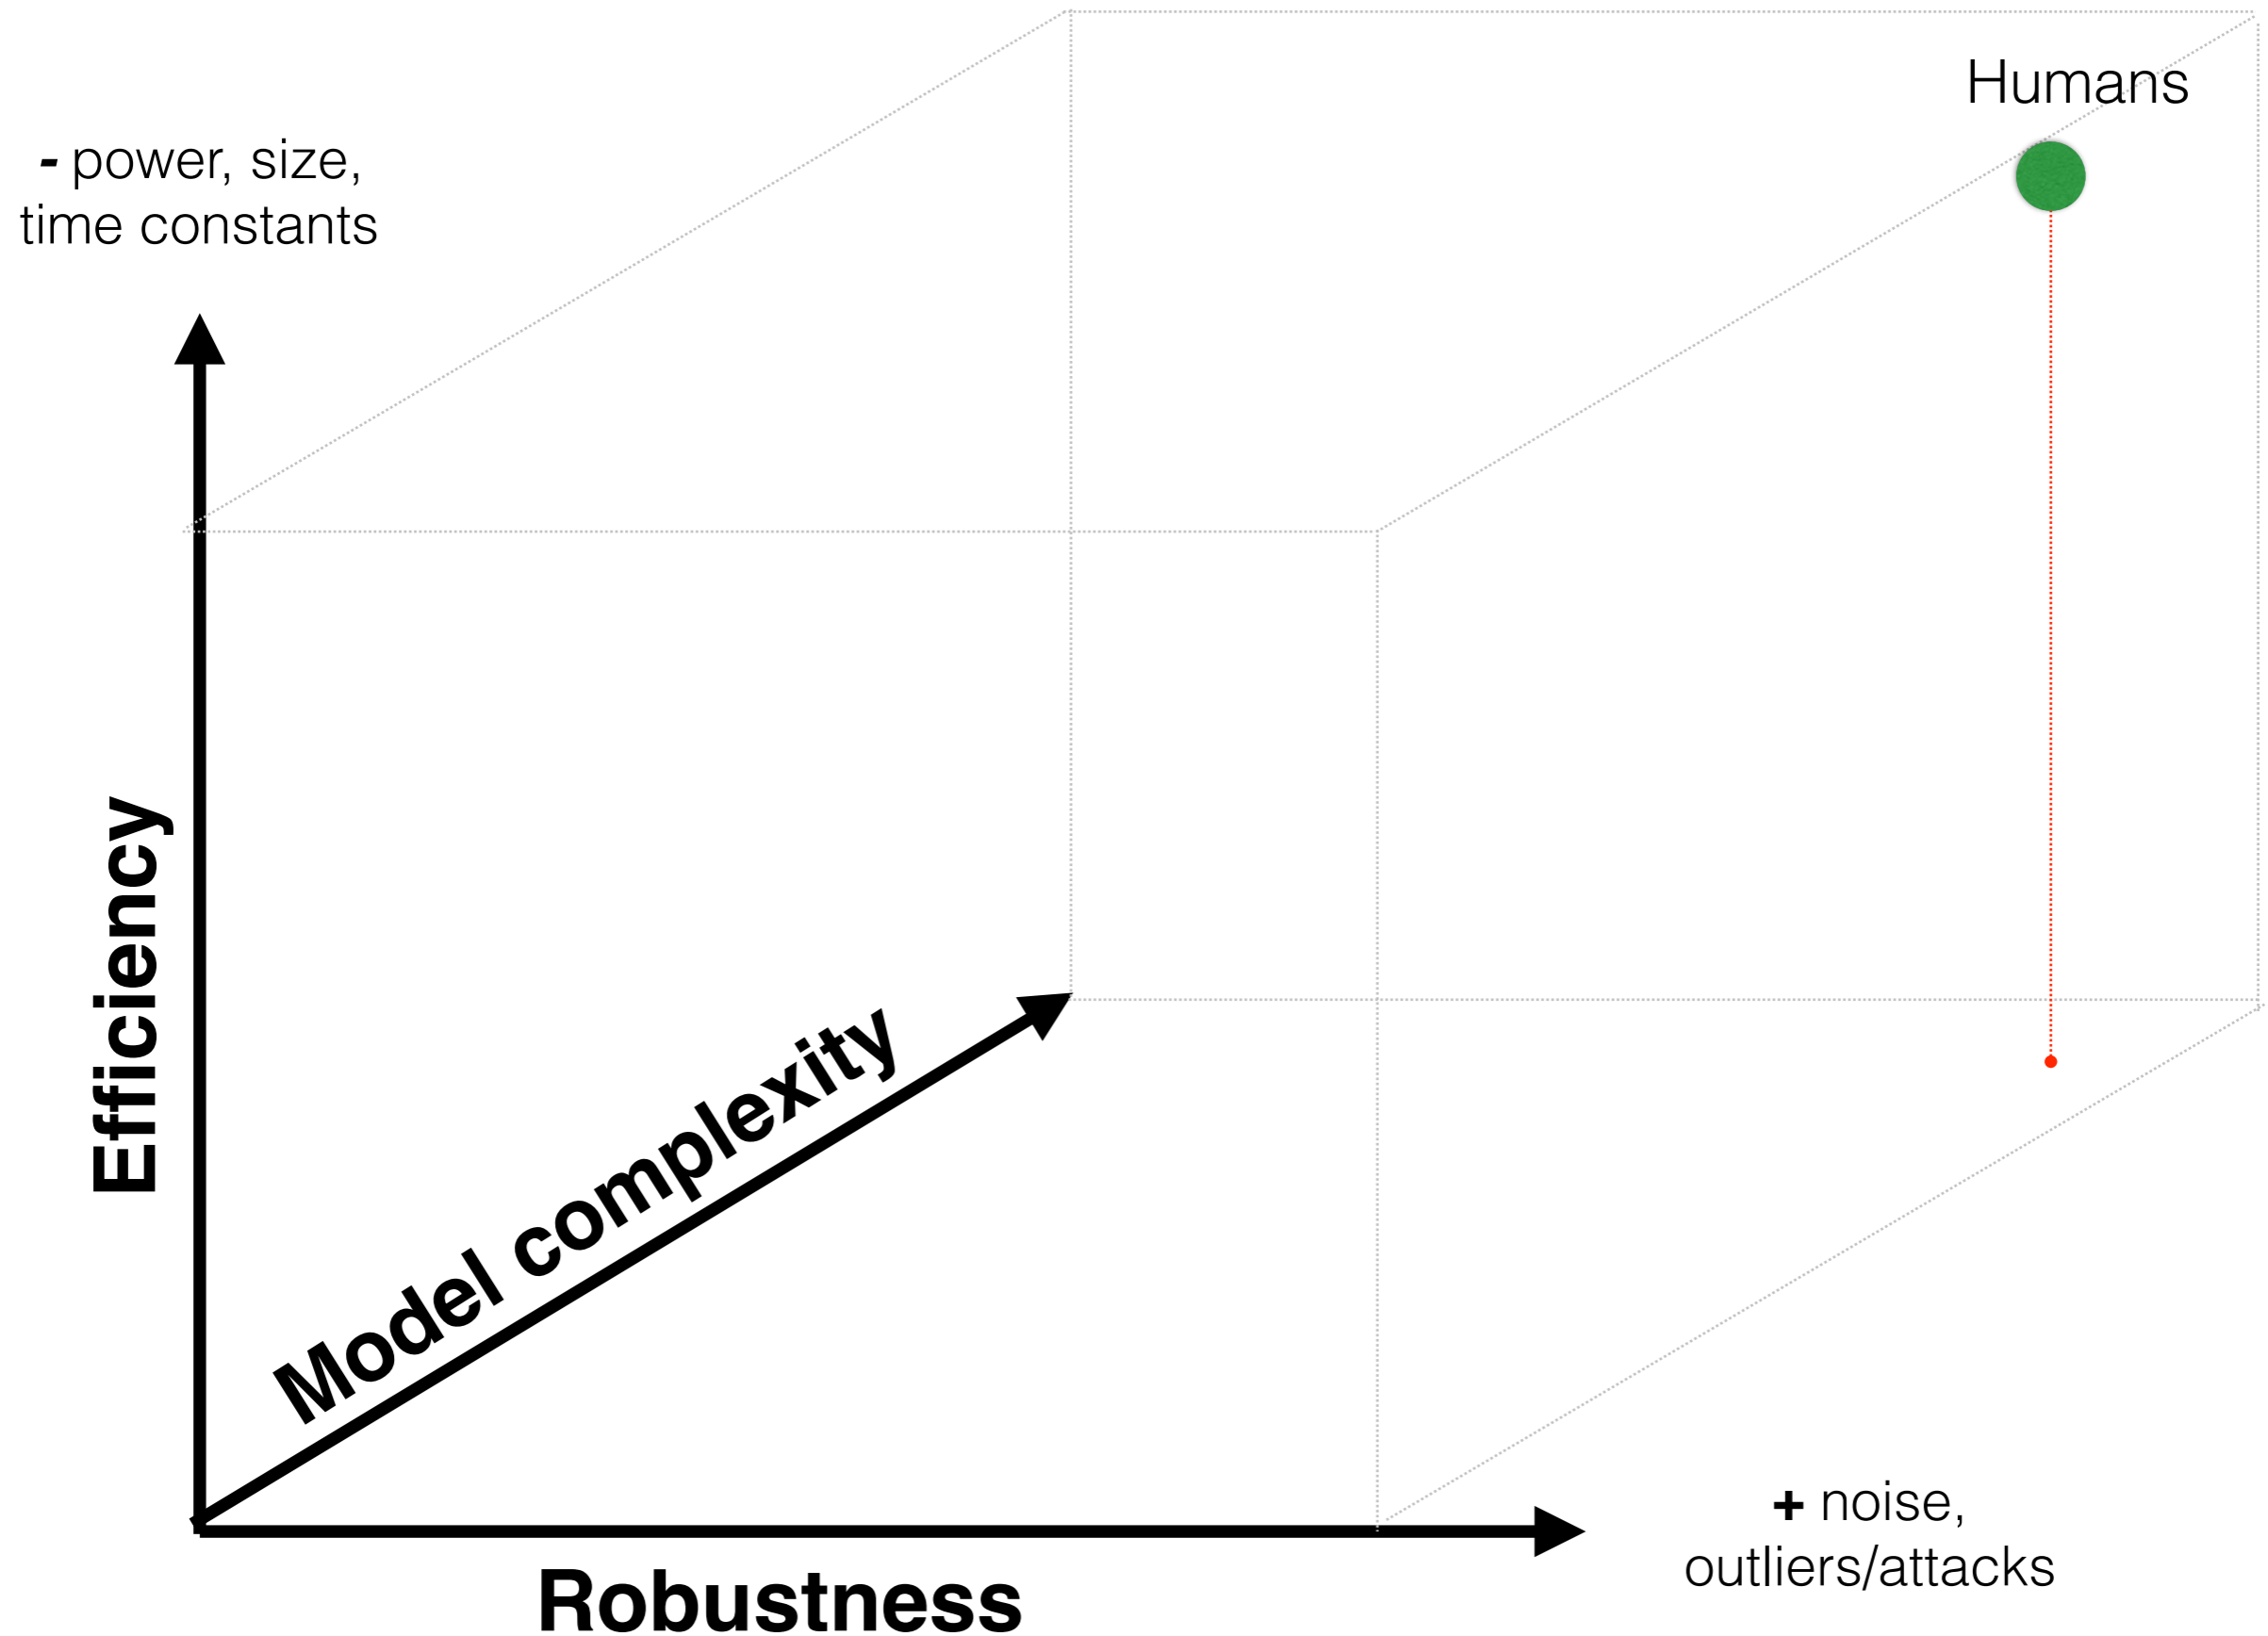 Humans
- power, size,
time constants
Efficiency
Model complexity
+ noise,
outliers/attacks
Robustness